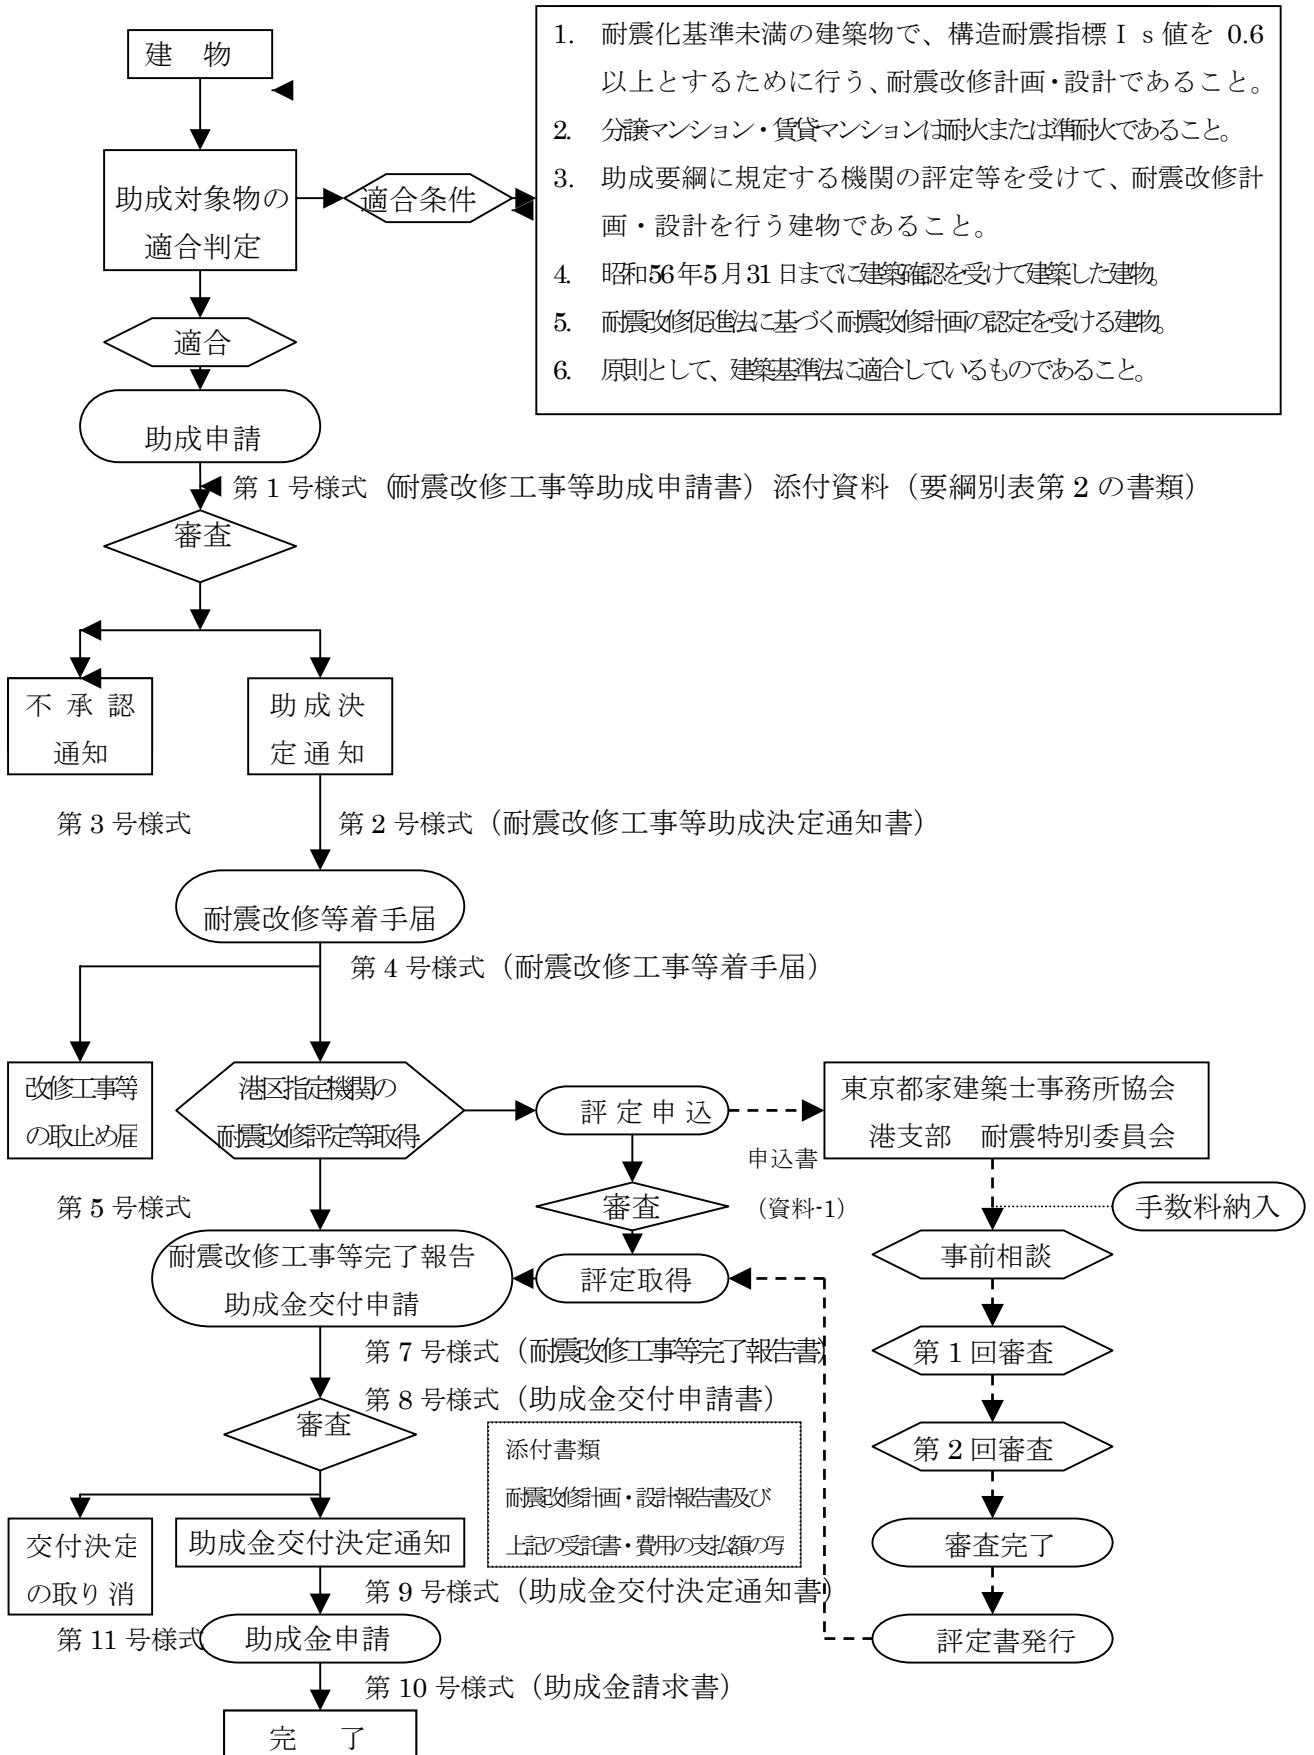 建　物
1. 耐震化基準未満の建築物で、構造耐震指標Ｉｓ値を 0.6
以上とするために行う、耐震改修計画・設計であること。
2. 分譲マンション・賃貸マンションは耐火または準耐火であること。
3. 助成要綱に規定する機関の評定等を受けて、耐震改修計
画・設計を行う建物であること。
4. 昭和56年5月31日までに建築確認を受けて建築した建物。
5. 耐震改修促進法に基づく耐震改修計画の認定を受ける建物。
6. 原則として、建築基準法に適合しているものであること。
助成対象物の
適合判定
適合条件
適合
助成申請
第1号様式（耐震改修工事等助成申請書）添付資料（要綱別表第2の書類）
審査
不 承 認
通知
助 成 決
定 通 知
第3号様式
第2号様式（耐震改修工事等助成決定通知書）
耐震改修等着手届
第4号様式（耐震改修工事等着手届）
改修工事等
の取止め届
港区指定機関の
耐震改修評定等取得
評 定 申 込
東京都家建築士事務所協会
港支部　耐震特別委員会
申込書
（資料-1）
第5号様式
審査
手数料納入
耐震改修工事等完了報告
助成金交付申請
評定取得
事前相談
第7号様式（耐震改修工事等完了報告書）
第8号様式（助成金交付申請書）
第1回審査
審査
添付書類
耐震改修計画・設計報告書及び
上記の受託書・費用の支払額の写
第2回審査
交付決定
の取り 消
助成金交付決定通知
審査完了
第9号様式（助成金交付決定通知書）
第11号様式
助成金申請
評定書発行
第10号様式（助成金請求書）
完　　了